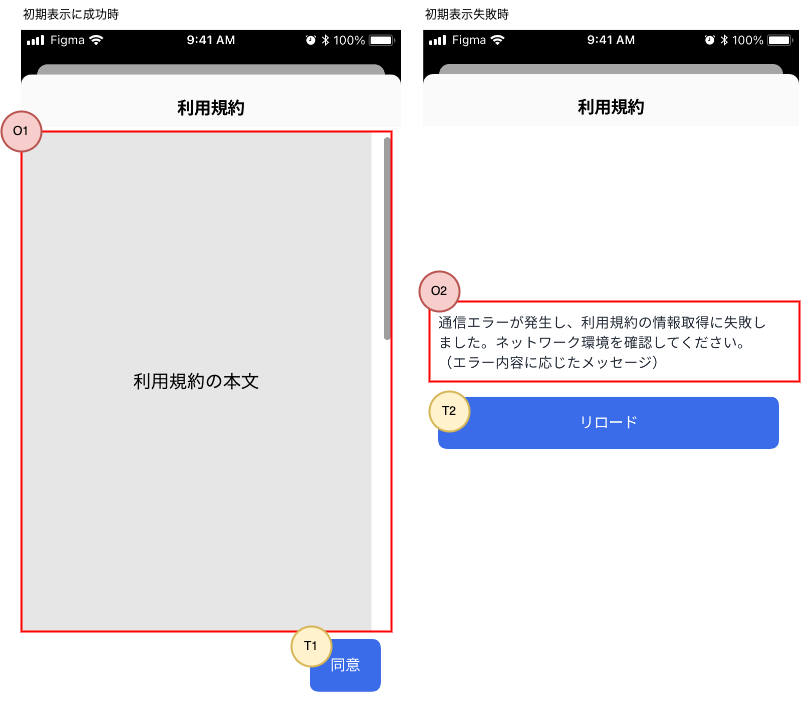 初期表示に成功時
Figma 9:41 AM 100%
利用規約
O1
利用規約の本文
T1
同意
初期表示失敗時
Figma 9:41 AM 100%
利用規約
O2
通信エラーが発生し、利用規約の情報取得に失敗し
ました。ネットワーク環境を確認してください。
（エラー内容に応じたメッセージ）
T2
リロード